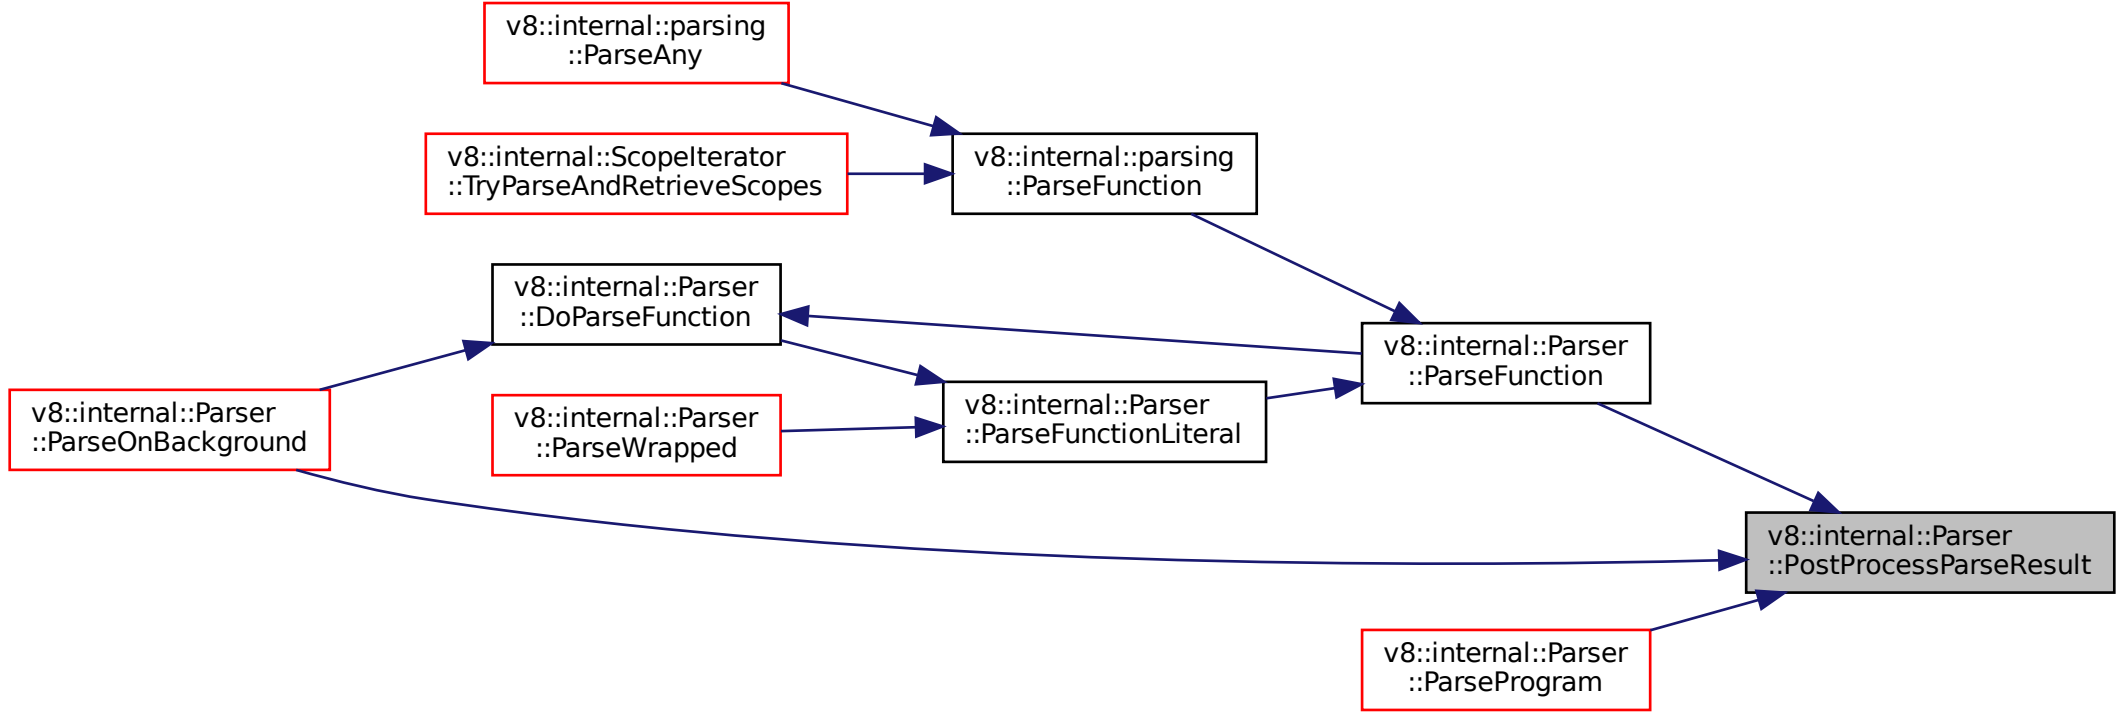 v8::internal::parsing
::ParseAny
v8::internal::ScopeIterator
::TryParseAndRetrieveScopes
v8::internal::parsing
::ParseFunction
v8::internal::Parser
::DoParseFunction
v8::internal::Parser
::ParseFunction
v8::internal::Parser
::ParseOnBackground
v8::internal::Parser
::ParseWrapped
v8::internal::Parser
::ParseFunctionLiteral
v8::internal::Parser
::PostProcessParseResult
v8::internal::Parser
::ParseProgram